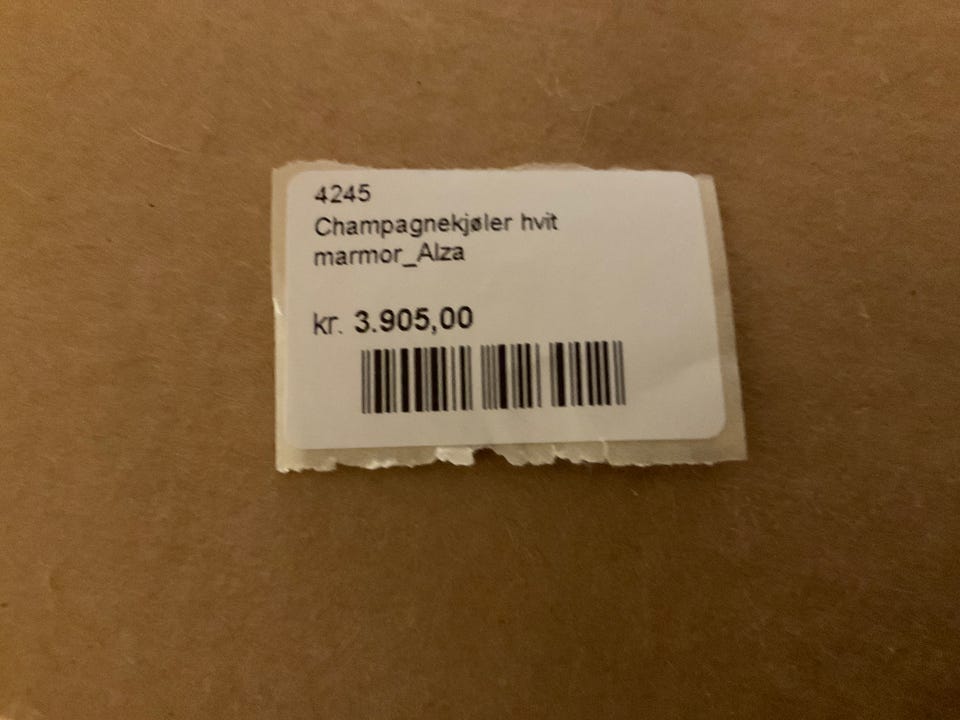 4245
Champagnekjøler hvit
marmor_Alza
kr. 3.905,00